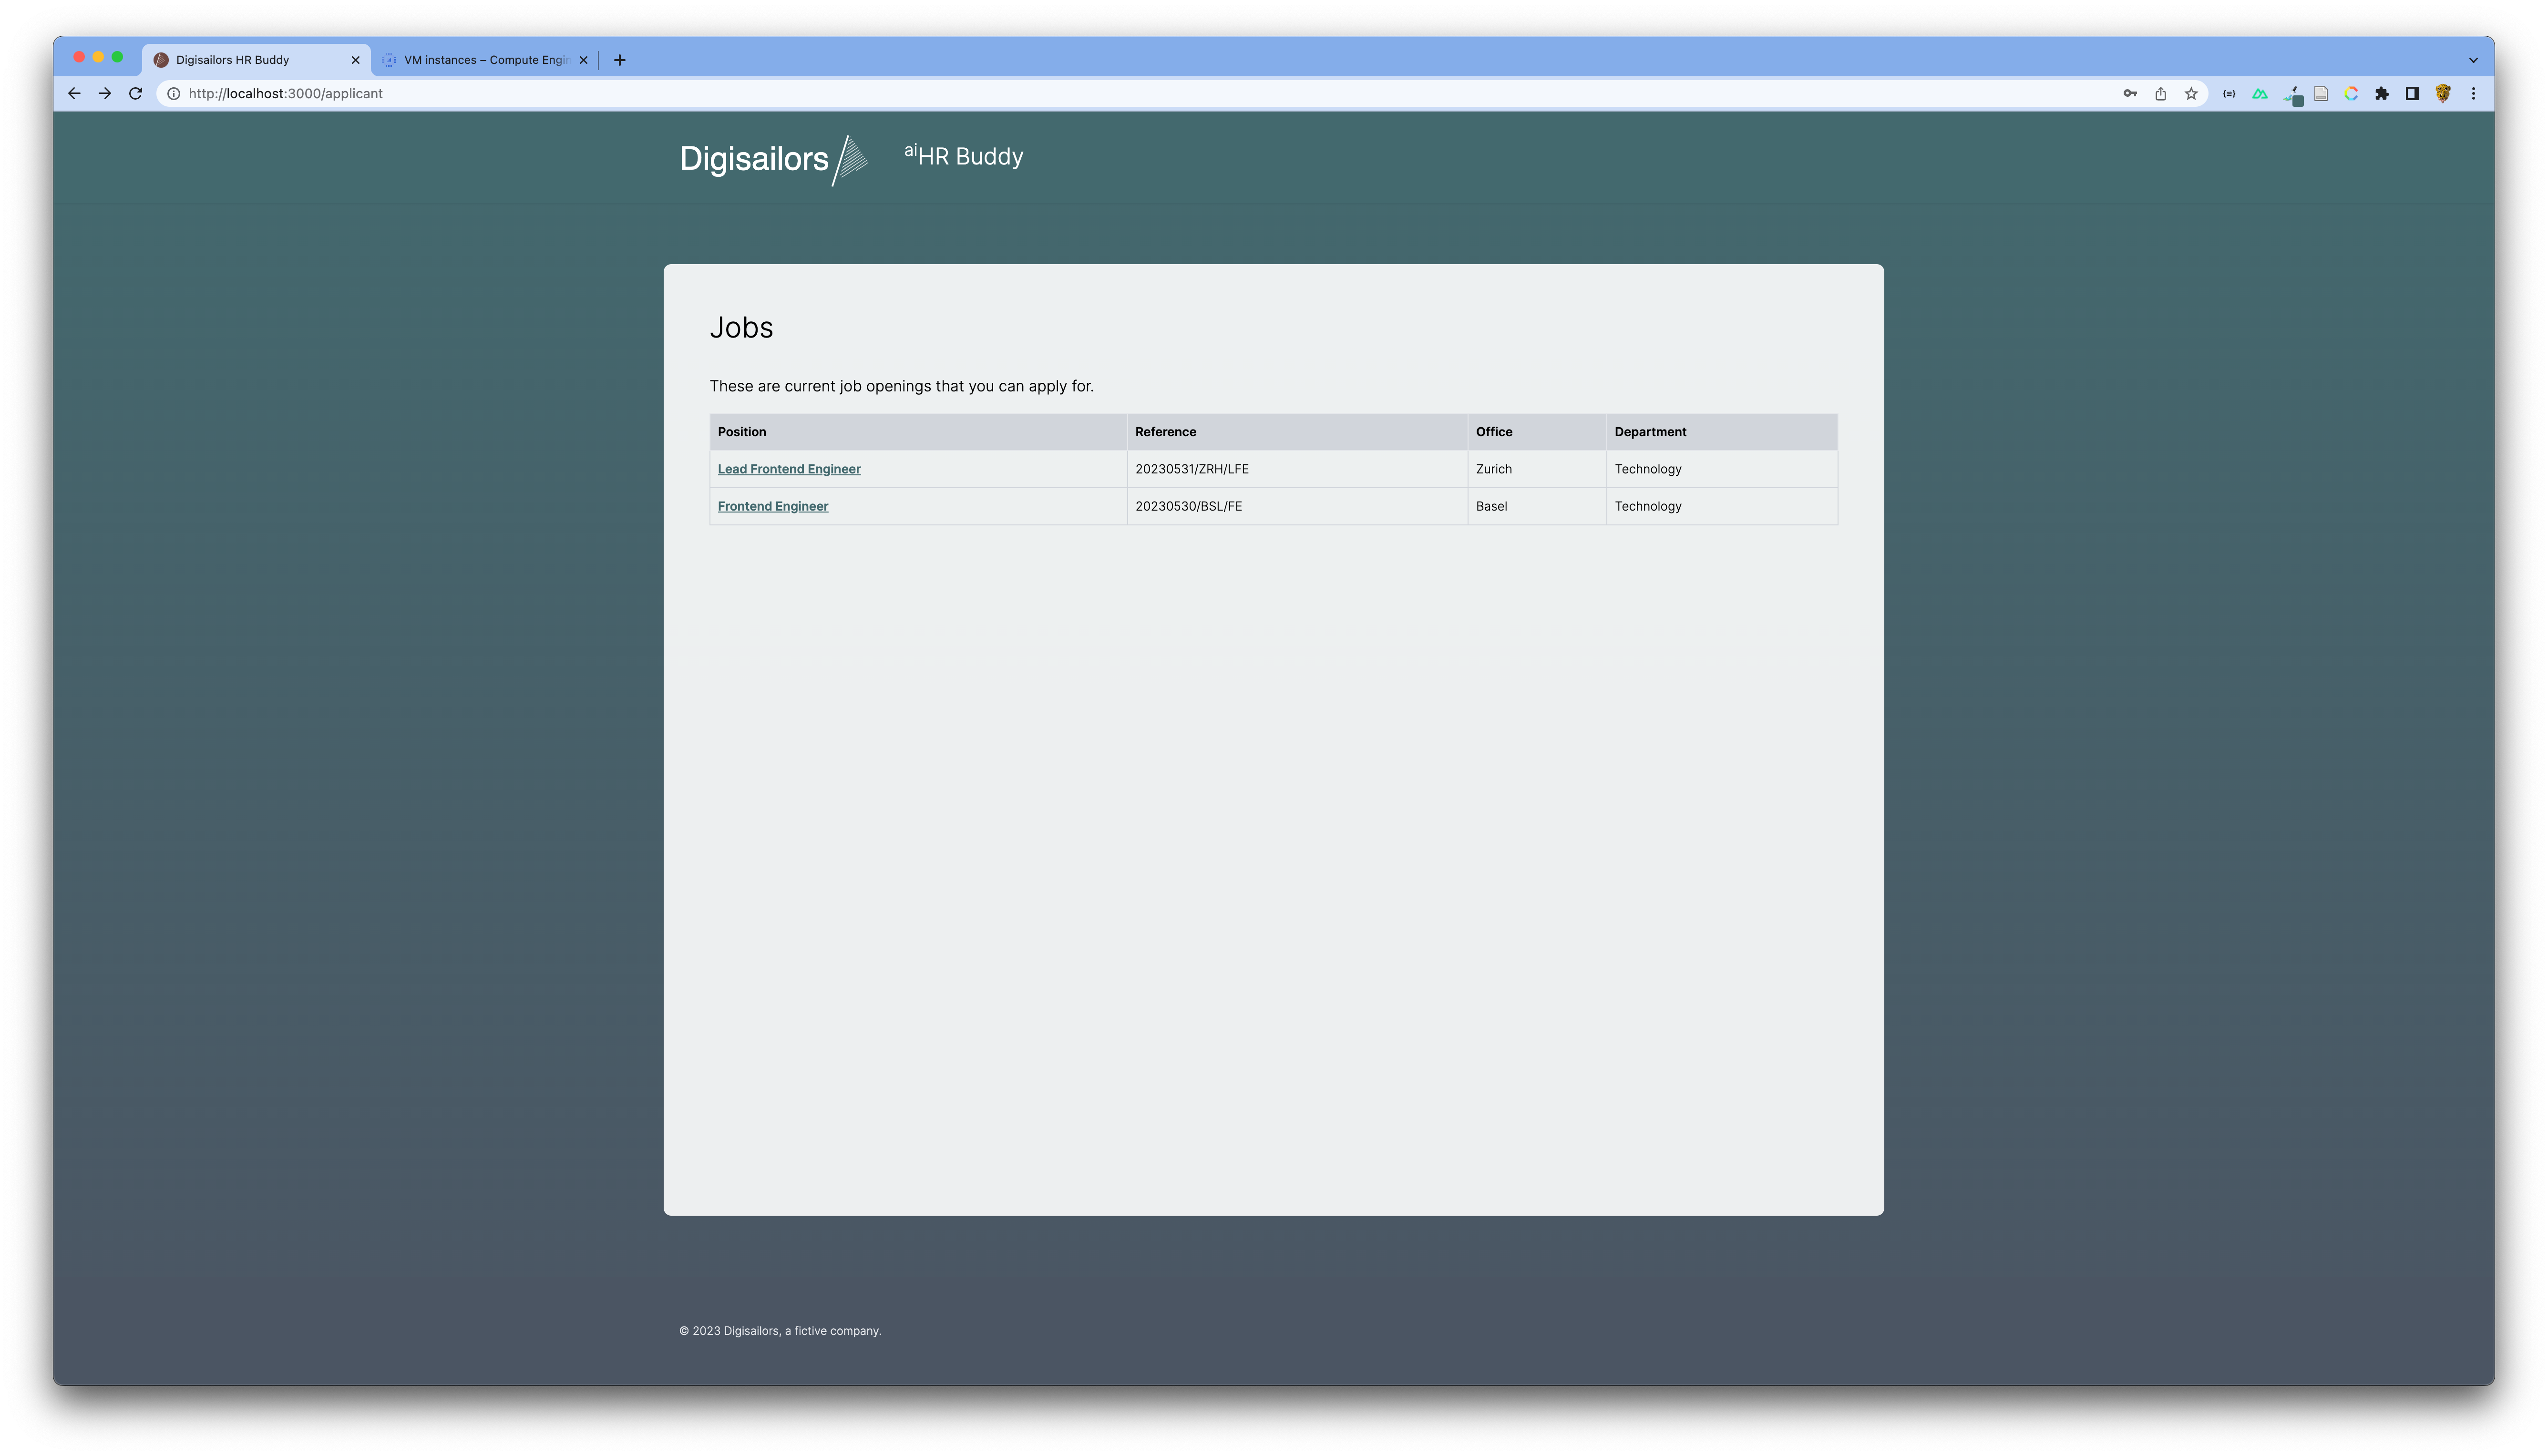 Digisailors HR Buddy
VM instances – Compute Engin
http://localhost:3000/applicant
Digisailors aiHR Buddy
Jobs
These are current job openings that you can apply for.
Position Reference Office Department
Lead Frontend Engineer 20230531/ZRH/LFE Zurich Technology
Frontend Engineer 20230530/BSL/FE Basel Technology
© 2023 Digisailors, a fictive company.